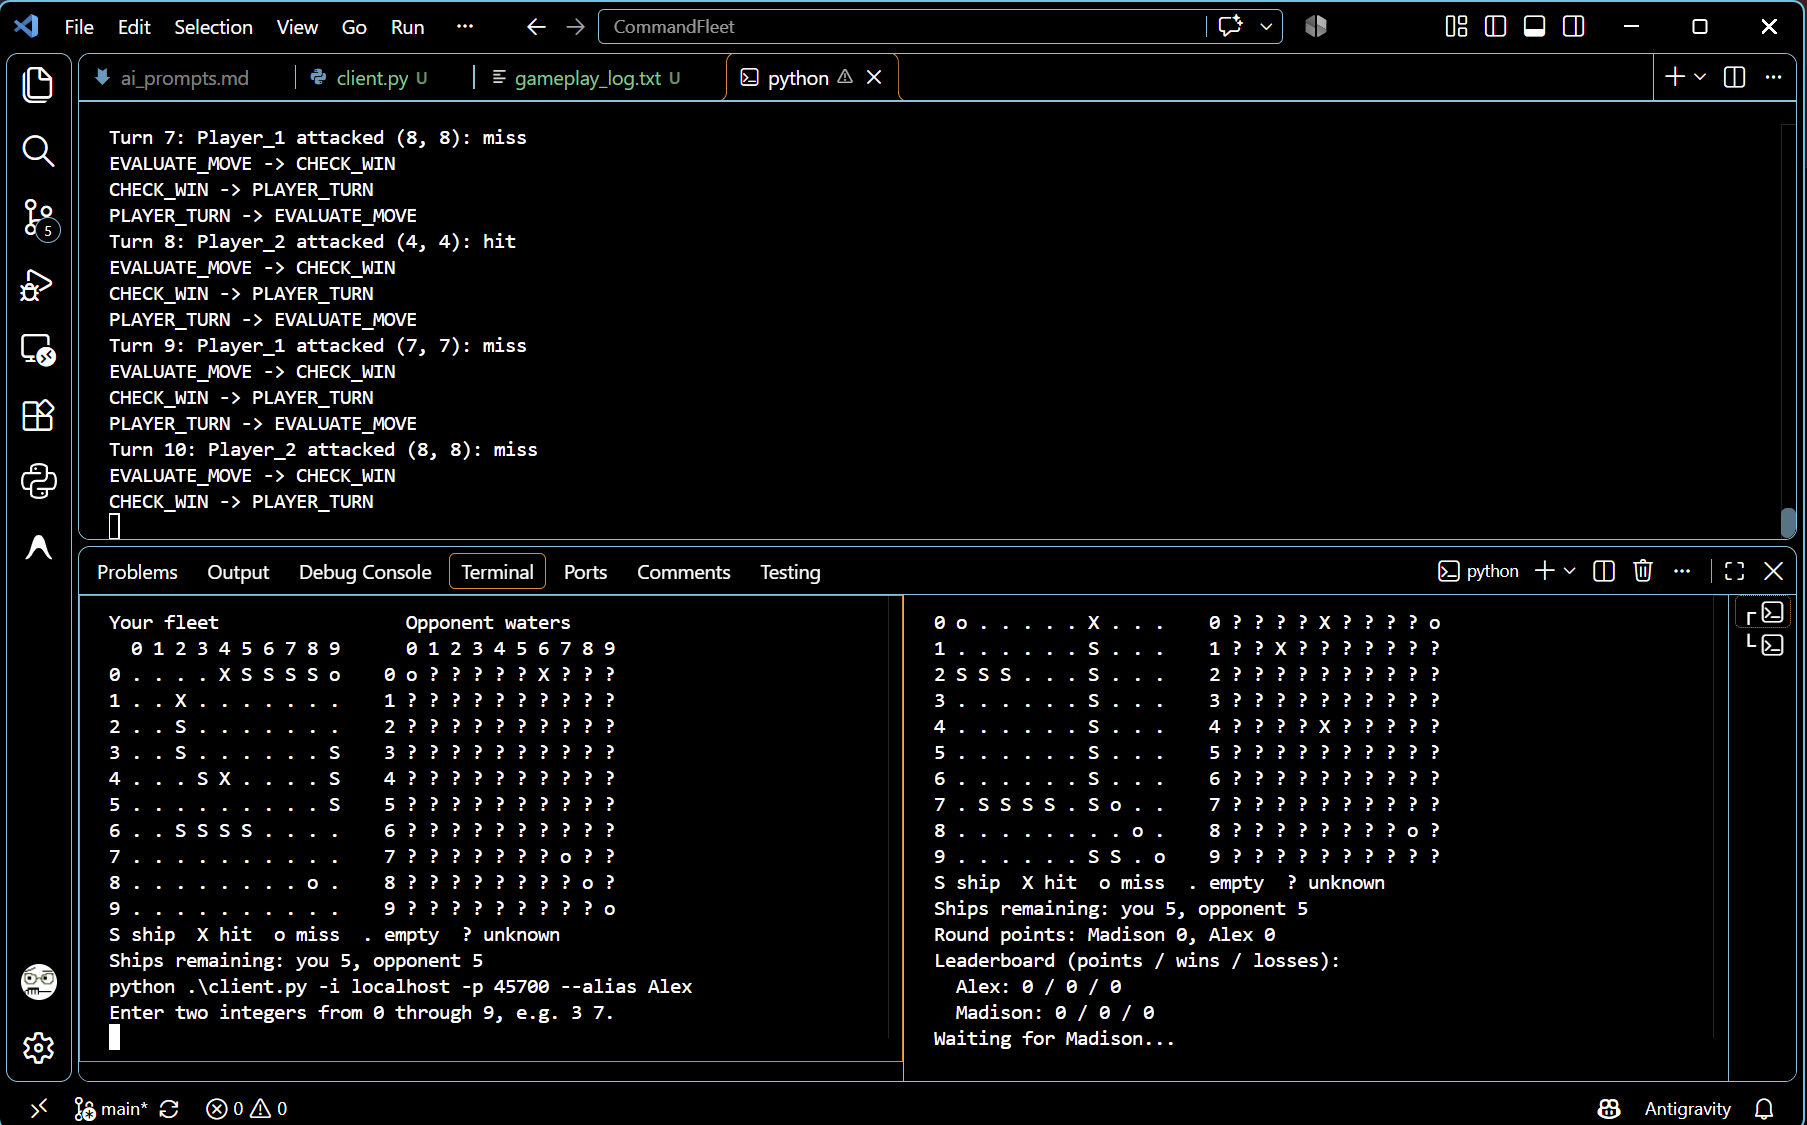 File Edit Selection View Go Run ··· CommandFleet
ai_prompts.md client.py U gameplay_log.txt U python
Turn 7: Player_1 attacked (8, 8): miss
EVALUATE_MOVE -> CHECK_WIN
CHECK_WIN -> PLAYER_TURN
PLAYER_TURN -> EVALUATE_MOVE
Turn 8: Player_2 attacked (4, 4): hit
EVALUATE_MOVE -> CHECK_WIN
CHECK_WIN -> PLAYER_TURN
PLAYER_TURN -> EVALUATE_MOVE
Turn 9: Player_1 attacked (7, 7): miss
EVALUATE_MOVE -> CHECK_WIN
CHECK_WIN -> PLAYER_TURN
PLAYER_TURN -> EVALUATE_MOVE
Turn 10: Player_2 attacked (8, 8): miss
EVALUATE_MOVE -> CHECK_WIN
CHECK_WIN -> PLAYER_TURN
5
Problems Output Debug Console Terminal Ports Comments Testing python
Your fleet Opponent waters
0 1 2 3 4 5 6 7 8 9 0 1 2 3 4 5 6 7 8 9
0 . . . . X S S S S o 0 o ? ? ? ? ? X ? ? ?
1 . . X . . . . . . . 1 ? ? ? ? ? ? ? ? ? ?
2 . . S . . . . . . . 2 ? ? ? ? ? ? ? ? ? ?
3 . . S . . . . . . S 3 ? ? ? ? ? ? ? ? ? ?
4 . . . S X . . . . S 4 ? ? ? ? ? ? ? ? ? ?
5 . . . . . . . . . S 5 ? ? ? ? ? ? ? ? ? ?
6 . . S S S S . . . . 6 ? ? ? ? ? ? ? ? ? ?
7 . . . . . . . . . . 7 ? ? ? ? ? ? ? o ? ?
8 . . . . . . . . o . 8 ? ? ? ? ? ? ? ? o ?
9 . . . . . . . . . . 9 ? ? ? ? ? ? ? ? ? o
S ship X hit o miss . empty ? unknown
Ships remaining: you 5, opponent 5
python .\client.py -i localhost -p 45700 --alias Alex
Enter two integers from 0 through 9, e.g. 3 7.
0 o . . . . . X . . . 0 ? ? ? ? X ? ? ? ? o
1 . . . . . . S . . . 1 ? ? X ? ? ? ? ? ? ?
2 S S S . . . S . . . 2 ? ? ? ? ? ? ? ? ? ?
3 . . . . . . S . . . 3 ? ? ? ? ? ? ? ? ? ?
4 . . . . . . S . . . 4 ? ? ? ? X ? ? ? ? ?
5 . . . . . . S . . . 5 ? ? ? ? ? ? ? ? ? ?
6 . . . . . . S . . . 6 ? ? ? ? ? ? ? ? ? ?
7 . S S S S . S o . . 7 ? ? ? ? ? ? ? ? ? ?
8 . . . . . . . . o . 8 ? ? ? ? ? ? ? ? o ?
9 . . . . . . S S . o 9 ? ? ? ? ? ? ? ? ? ?
S ship X hit o miss . empty ? unknown
Ships remaining: you 5, opponent 5
Round points: Madison 0, Alex 0
Leaderboard (points / wins / losses):
Alex: 0 / 0 / 0
Madison: 0 / 0 / 0
Waiting for Madison...
main* 0 0 Antigravity